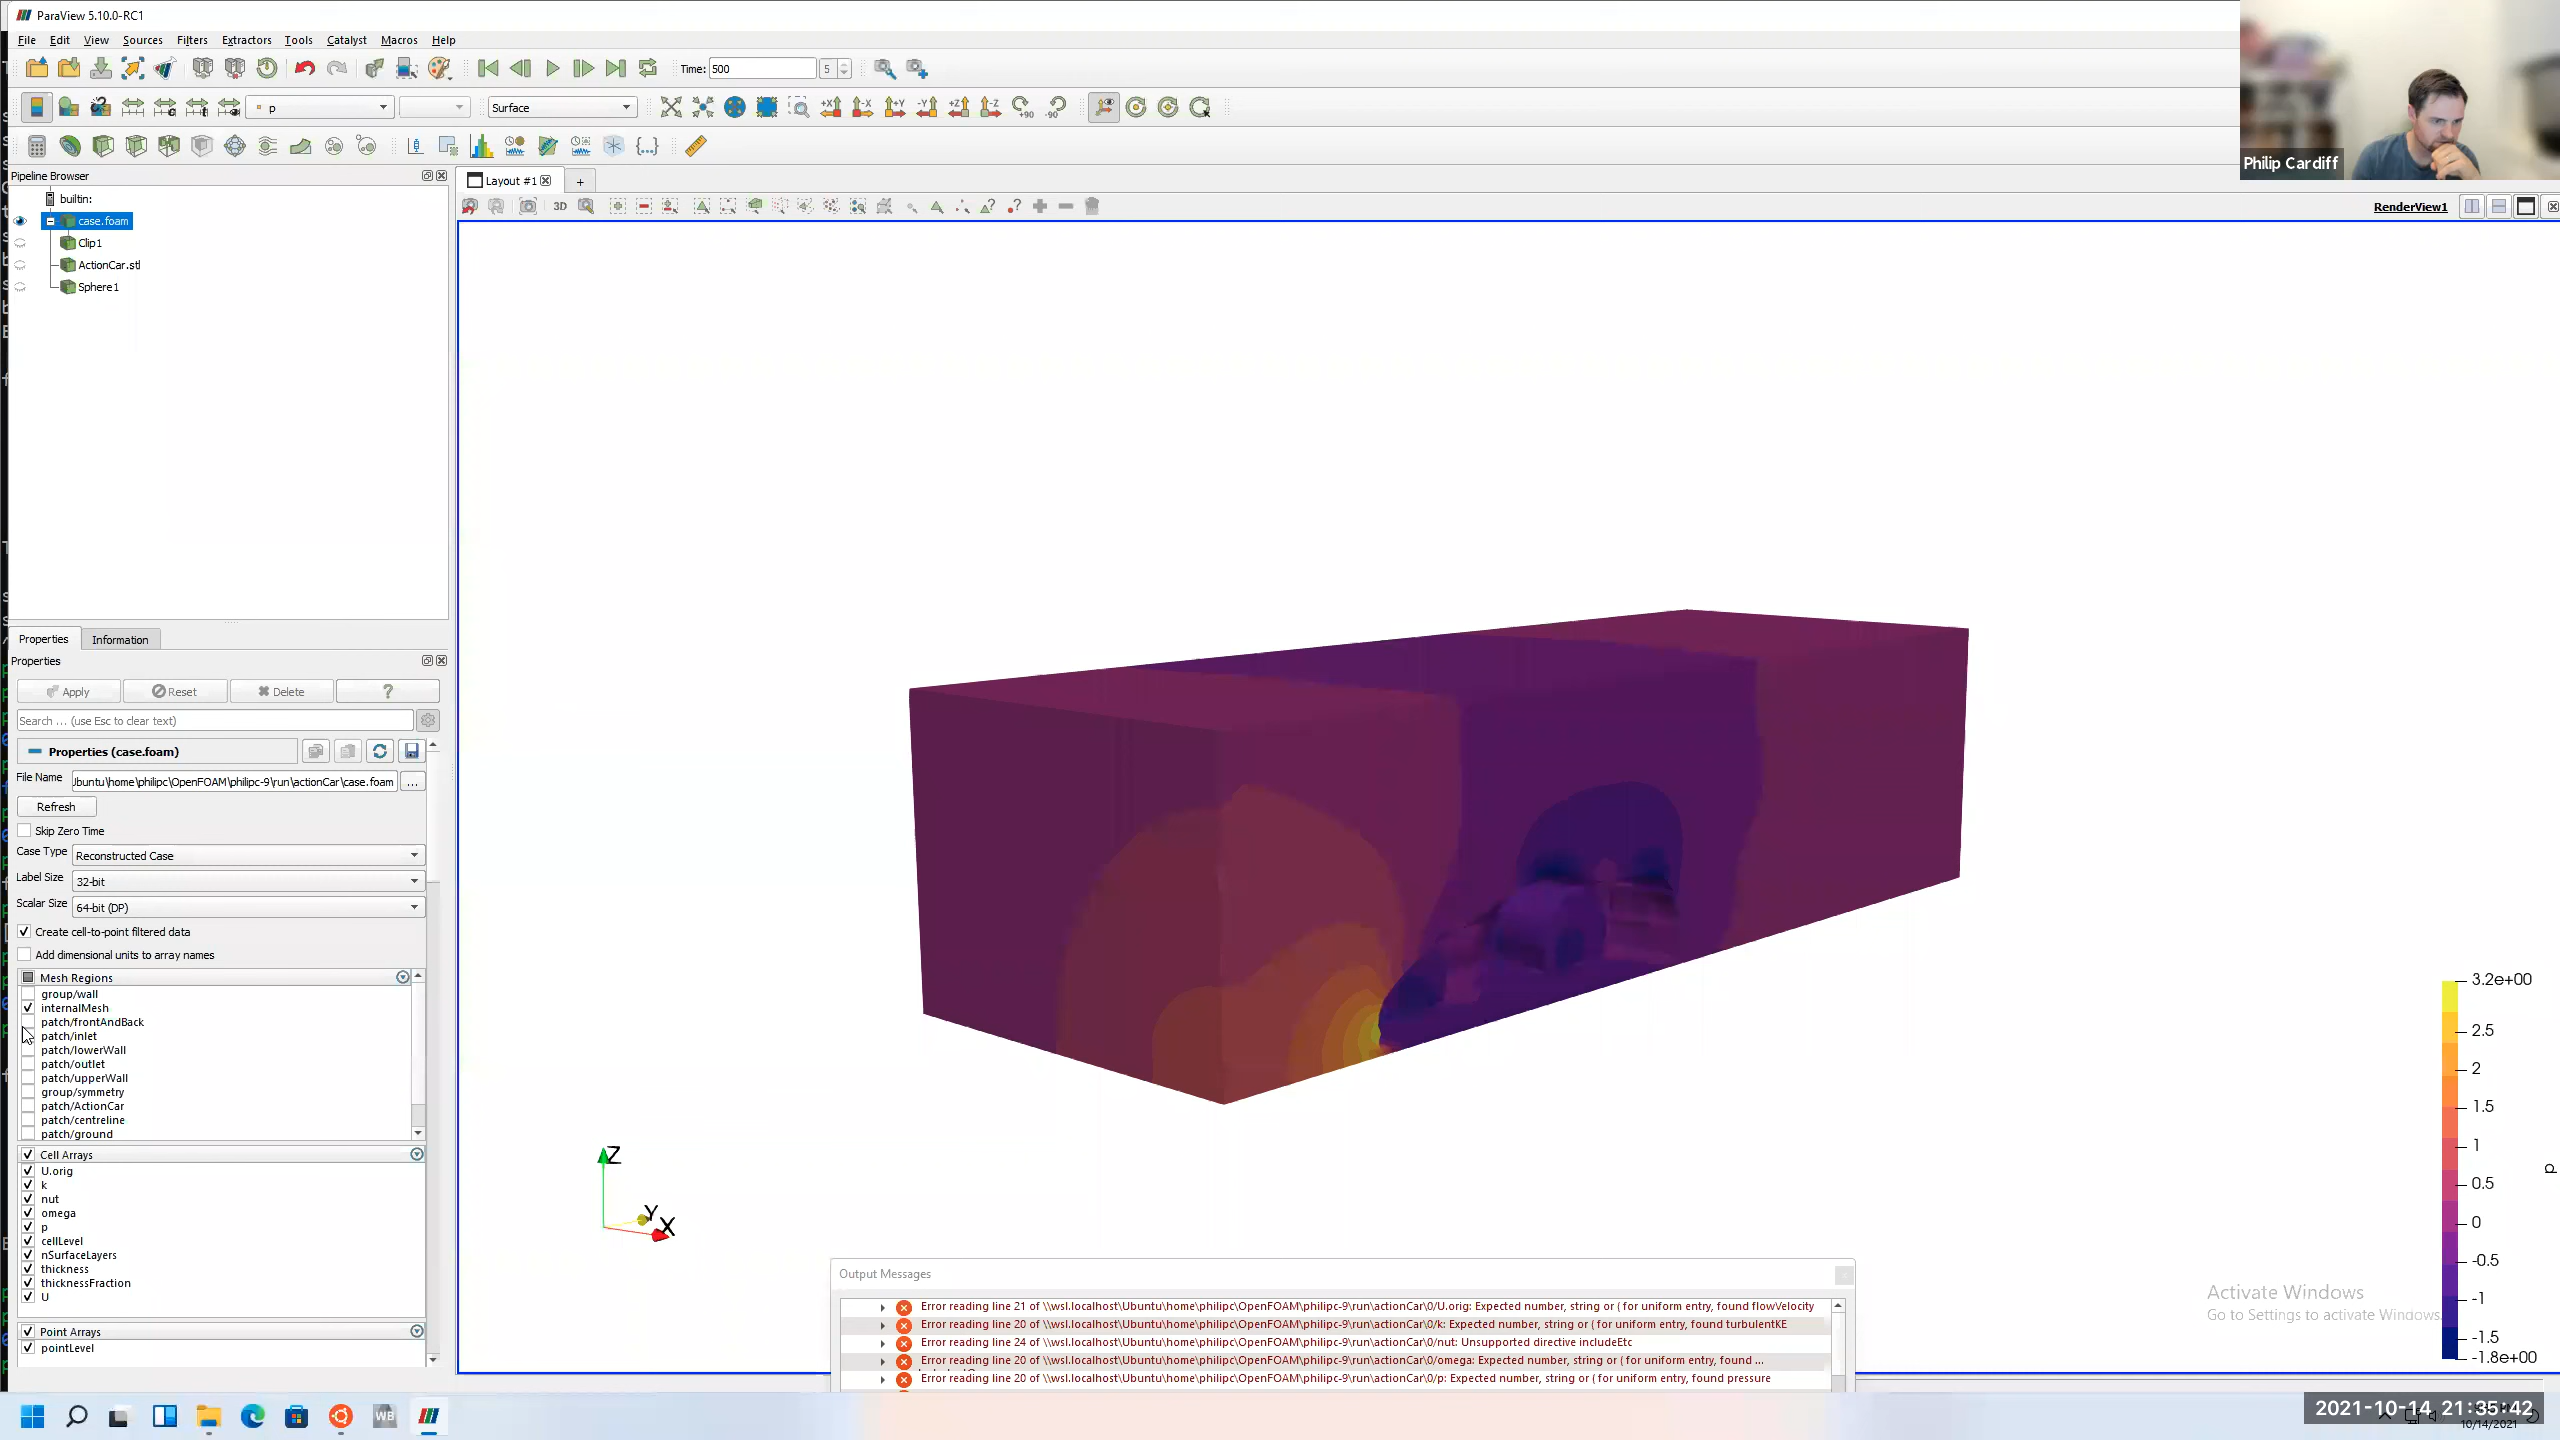 ParaView 5.10.0-RC1
File Edit View Sources Filters Extractors Tools Catalyst Macros Help
Time: 500 5
p Surface +X -X +Y -Y +Z -Z +90 -90
Philip Cardiff
Pipeline Browser
Layout #1 +
builtin:
3D
RenderView1
case.foam
Clip1
ActionCar.stl
Sphere1
Properties Information
Properties
Apply Reset Delete ?
Search ... (use Esc to clear text)
Properties (case.foam)
File Name Jbuntu\home\philipc\OpenFOAM\philipc-9\run\actionCar\case.foam ...
Refresh
Skip Zero Time
Case Type Reconstructed Case
Label Size 32-bit
Scalar Size 64-bit (DP)
Create cell-to-point filtered data
Add dimensional units to array names
Mesh Regions
group/wall
internalMesh
patch/frontAndBack
patch/inlet
patch/lowerWall
patch/outlet
patch/upperWall
group/symmetry
patch/ActionCar
patch/centreline
patch/ground
Cell Arrays
U.orig
k
nut
omega
p
cellLevel
nSurfaceLayers
thickness
thicknessFraction
U
Point Arrays
pointLevel
Z
Y
X
3.2e+00
2.5
2
1.5
1
0.5
0
-0.5
-1
-1.5
-1.8e+00
p
Output Messages
Error reading line 21 of \\wsl.localhost\Ubuntu\home\philipc\OpenFOAM\philipc-9\run\actionCar\0/U.orig: Expected number, string or ( for uniform entry, found flowVelocity
Error reading line 20 of \\wsl.localhost\Ubuntu\home\philipc\OpenFOAM\philipc-9\run\actionCar\0/k: Expected number, string or ( for uniform entry, found turbulentKE
Error reading line 24 of \\wsl.localhost\Ubuntu\home\philipc\OpenFOAM\philipc-9\run\actionCar\0/nut: Unsupported directive includeEtc
Error reading line 20 of \\wsl.localhost\Ubuntu\home\philipc\OpenFOAM\philipc-9\run\actionCar\0/omega: Expected number, string or ( for uniform entry, found ...
Error reading line 20 of \\wsl.localhost\Ubuntu\home\philipc\OpenFOAM\philipc-9\run\actionCar\0/p: Expected number, string or ( for uniform entry, found pressure
Activate Windows
Go to Settings to activate Windows.
WB
2021-10-14 21:35:42
10/14/2021